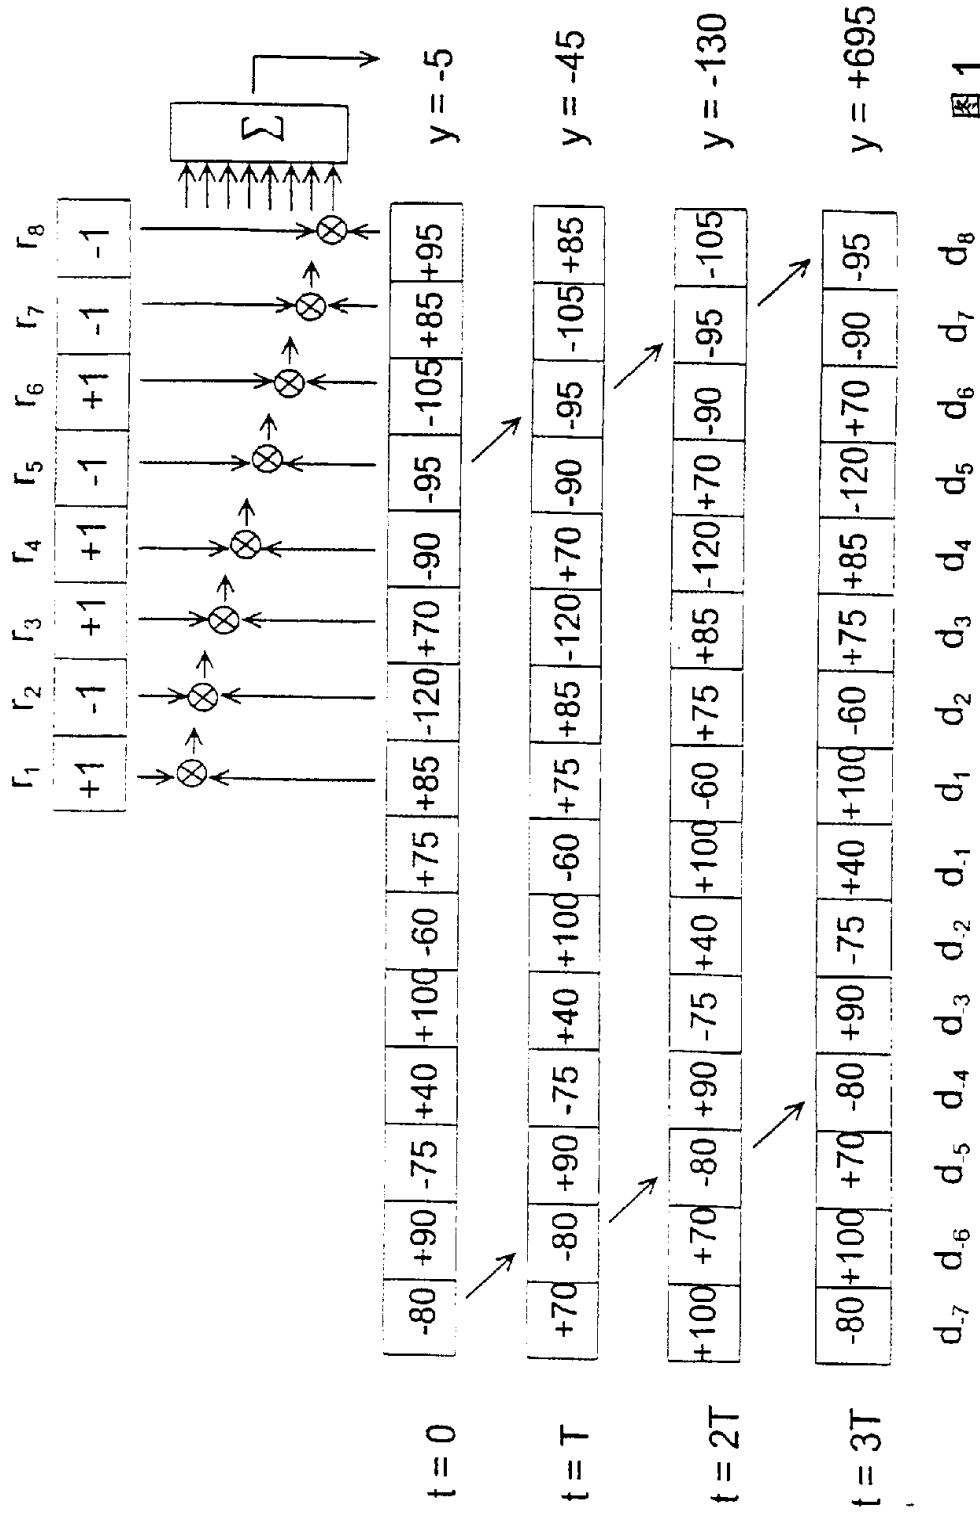 r1 r2 r3 r4 r5 r6 r7 r8
+1 -1 +1 +1 -1 +1 -1 -1
Σ
t = 0 -80 +90 -75 +40 +100 -60 +75 +85 -120 +70 -90 -95 -105 +85 +95 y = -5
t = T +70 -80 +90 -75 +40 +100 -60 +75 +85 -120 +70 -90 -95 -105 +85 y = -45
t = 2T +100 +70 -80 +90 -75 +40 +100 -60 +75 +85 -120 +70 -90 -95 -105 y = -130
t = 3T -80 +100 +70 -80 +90 -75 +40 +100 -60 +75 +85 -120 +70 -90 -95 y = +695
d-7 d-6 d-5 d-4 d-3 d-2 d-1 d1 d2 d3 d4 d5 d6 d7 d8
图 1